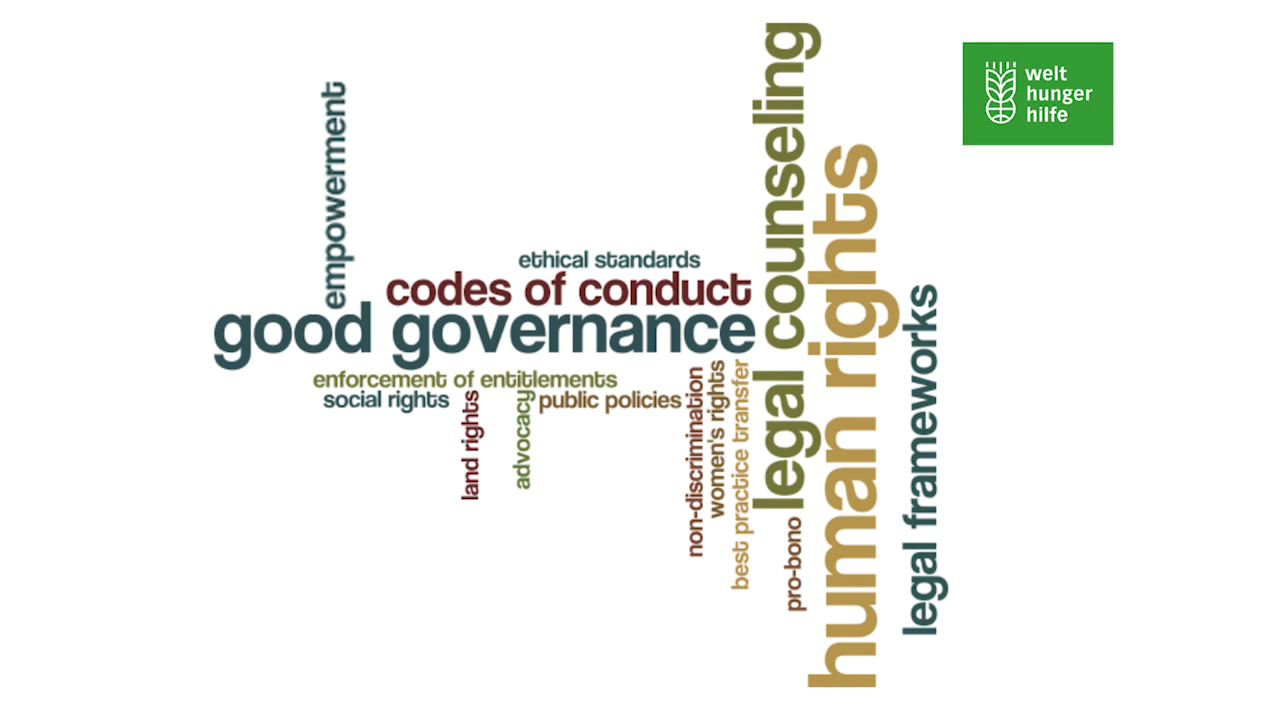 empowerment
ethical standards
codes of conduct
good governance
enforcement of entitlements
social rights
land rights
advocacy
public policies
non-discrimination
women's rights
best practice transfer
legal counseling
pro-bono
human rights
legal frameworks
welt
hunger
hilfe